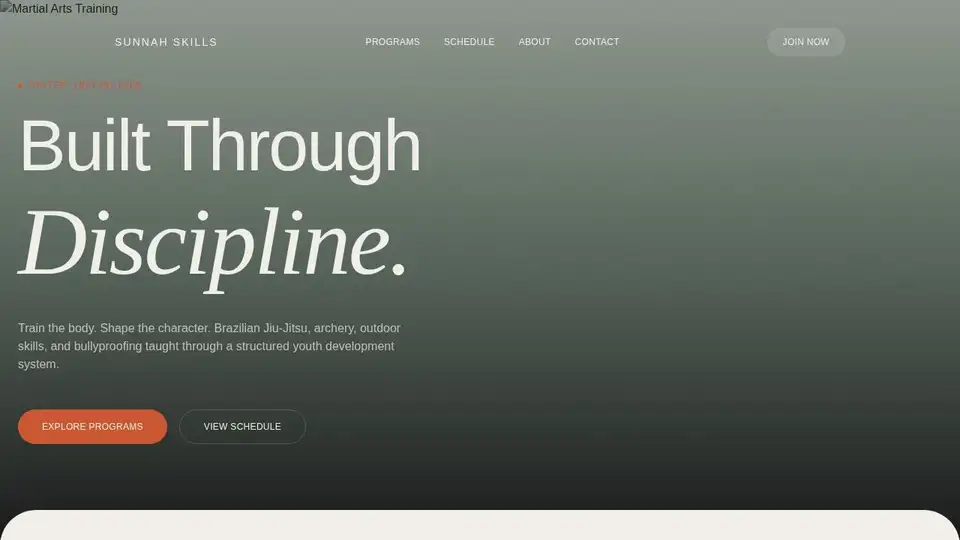 Martial Arts Training
SUNNAH SKILLS
PROGRAMS
SCHEDULE
ABOUT
CONTACT
JOIN NOW
Built Through
Discipline.
Train the body. Shape the character. Brazilian Jiu-Jitsu, archery, outdoor
skills, and bullyproofing taught through a structured youth development
system.
EXPLORE PROGRAMS
VIEW SCHEDULE